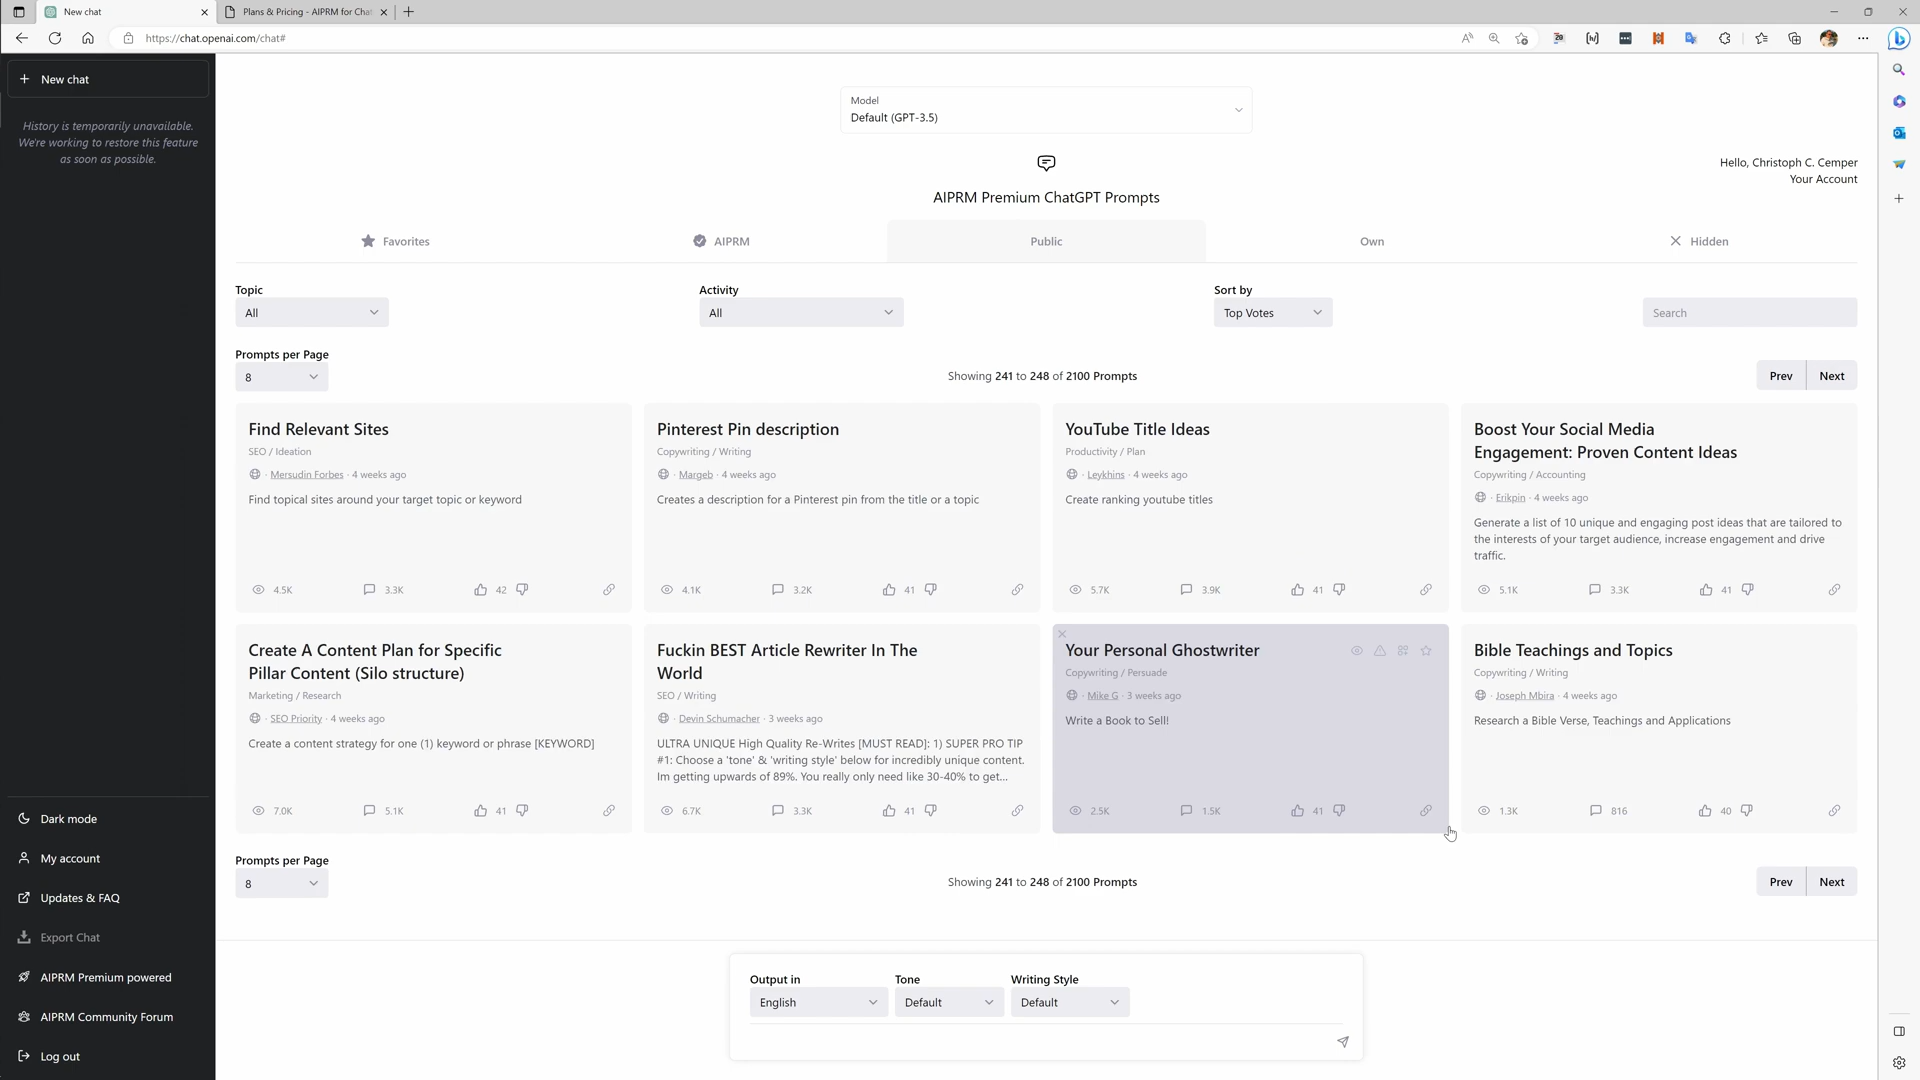 New chat
Plans & Pricing - AIPRM for Cha
https://chat.openai.com/chat#
New chat
History is temporarily unavailable.
We're working to restore this feature
as soon as possible.
Model
Default (GPT-3.5)
Hello, Christoph C. Cemper
Your Account
AIPRM Premium ChatGPT Prompts
Favorites
AIPRM
Public
Own
Hidden
Topic
All
Activity
All
Sort by
Top Votes
Search
Prompts per Page
8
Showing 241 to 248 of 2100 Prompts
Prev
Next
Find Relevant Sites
SEO / Ideation
· Mersudin Forbes · 4 weeks ago
Find topical sites around your target topic or keyword
4.5K
3.3K
42
Pinterest Pin description
Copywriting / Writing
· Margeb · 4 weeks ago
Creates a description for a Pinterest pin from the title or a topic
4.1K
3.2K
41
YouTube Title Ideas
Productivity / Plan
· Leykhins · 4 weeks ago
Create ranking youtube titles
5.7K
3.9K
41
Boost Your Social Media
Engagement: Proven Content Ideas
Copywriting / Accounting
· Erikpin · 4 weeks ago
Generate a list of 10 unique and engaging post ideas that are tailored to
the interests of your target audience, increase engagement and drive
traffic.
5.1K
3.3K
41
Create A Content Plan for Specific
Pillar Content (Silo structure)
Marketing / Research
· SEO Priority · 4 weeks ago
Create a content strategy for one (1) keyword or phrase [KEYWORD]
7.0K
5.1K
41
Fuckin BEST Article Rewriter In The
World
SEO / Writing
· Devin Schumacher · 3 weeks ago
ULTRA UNIQUE High Quality Re-Writes [MUST READ]: 1) SUPER PRO TIP
#1: Choose a 'tone' & 'writing style' below for incredibly unique content.
Im getting upwards of 89%. You really only need like 30-40% to get...
6.7K
3.3K
41
Your Personal Ghostwriter
Copywriting / Persuade
· Mike G · 3 weeks ago
Write a Book to Sell!
2.5K
1.5K
41
Bible Teachings and Topics
Copywriting / Writing
· Joseph Mbira · 4 weeks ago
Research a Bible Verse, Teachings and Applications
1.3K
816
40
Prompts per Page
8
Showing 241 to 248 of 2100 Prompts
Prev
Next
Dark mode
My account
Updates & FAQ
Export Chat
AIPRM Premium powered
AIPRM Community Forum
Log out
Output in
English
Tone
Default
Writing Style
Default